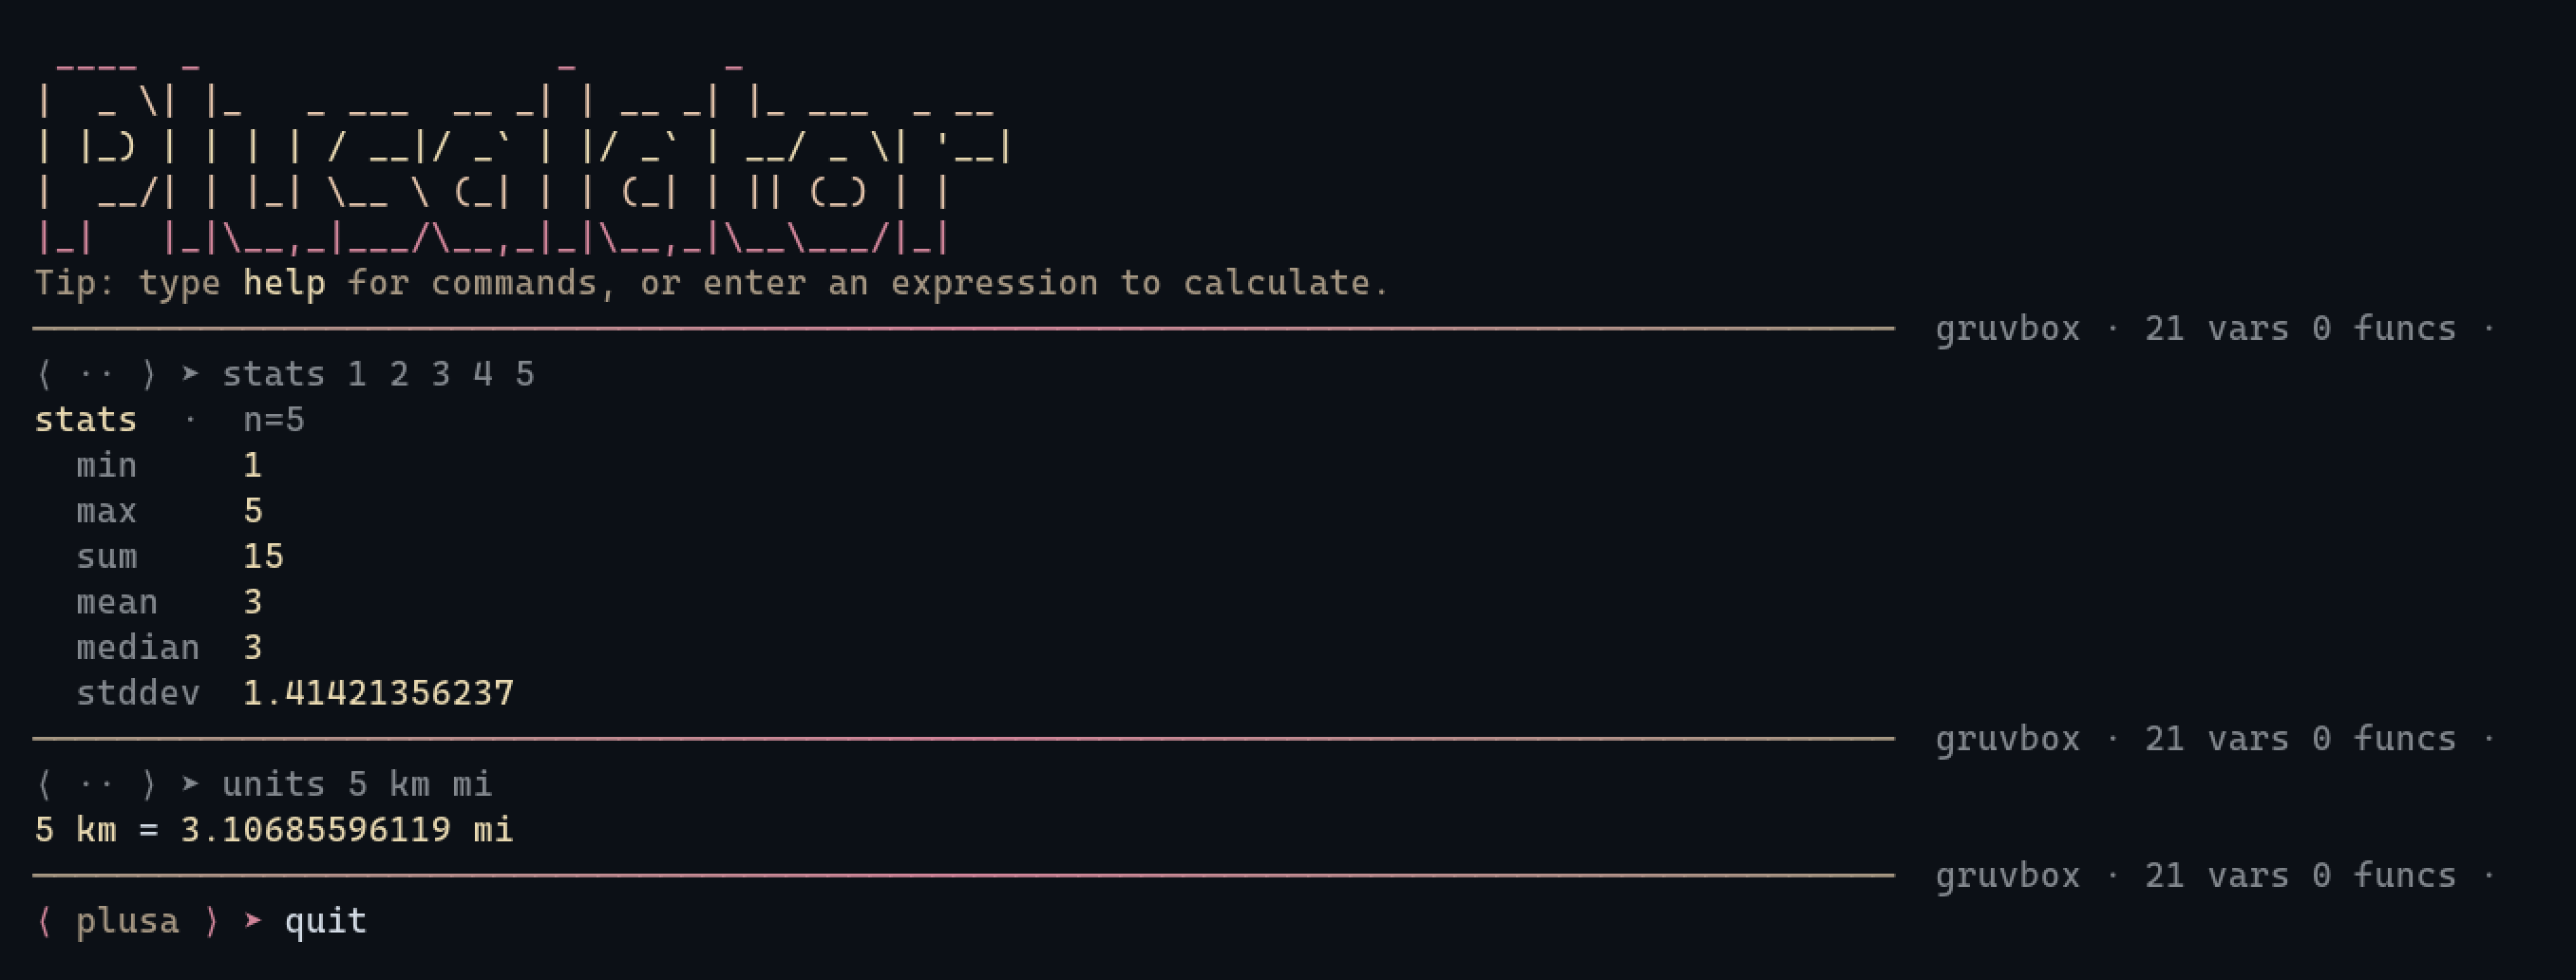 Plusalator
Tip: type help for commands, or enter an expression to calculate.
gruvbox · 21 vars 0 funcs ·
⟨ ·· ⟩ ➤ stats 1 2 3 4 5
stats · n=5
min 1
max 5
sum 15
mean 3
median 3
stddev 1.41421356237
gruvbox · 21 vars 0 funcs ·
⟨ ·· ⟩ ➤ units 5 km mi
5 km = 3.10685596119 mi
gruvbox · 21 vars 0 funcs ·
⟨ plusa ⟩ ➤ quit